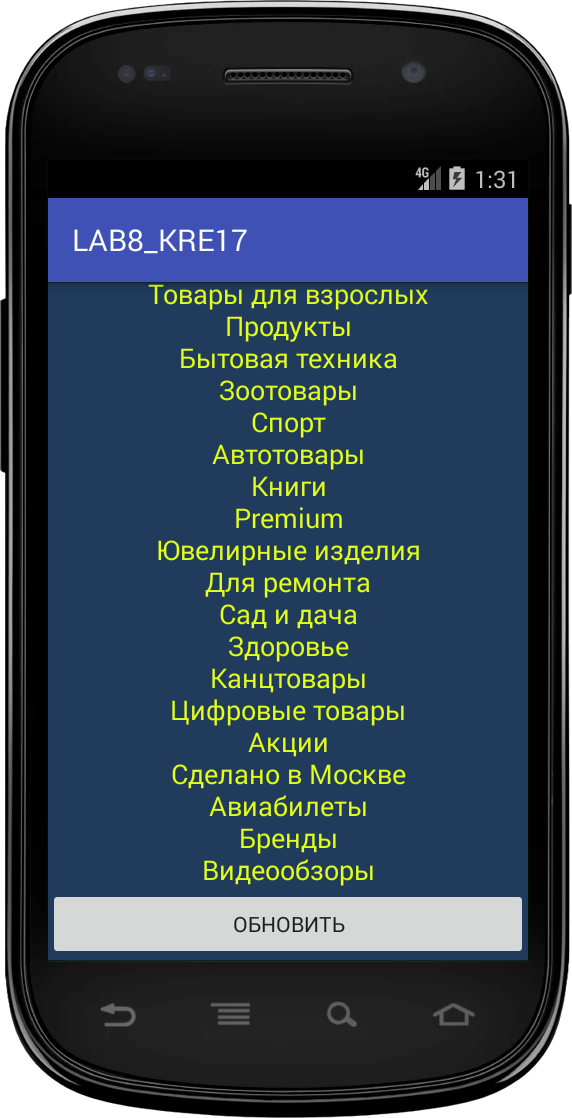 4G 1:31
LAB8_KRE17
Товары для взрослых
Продукты
Бытовая техника
Зоотовары
Спорт
Автотовары
Книги
Premium
Ювелирные изделия
Для ремонта
Сад и дача
Здоровье
Канцтовары
Цифровые товары
Акции
Сделано в Москве
Авиабилеты
Бренды
Видеообзоры
ОБНОВИТЬ